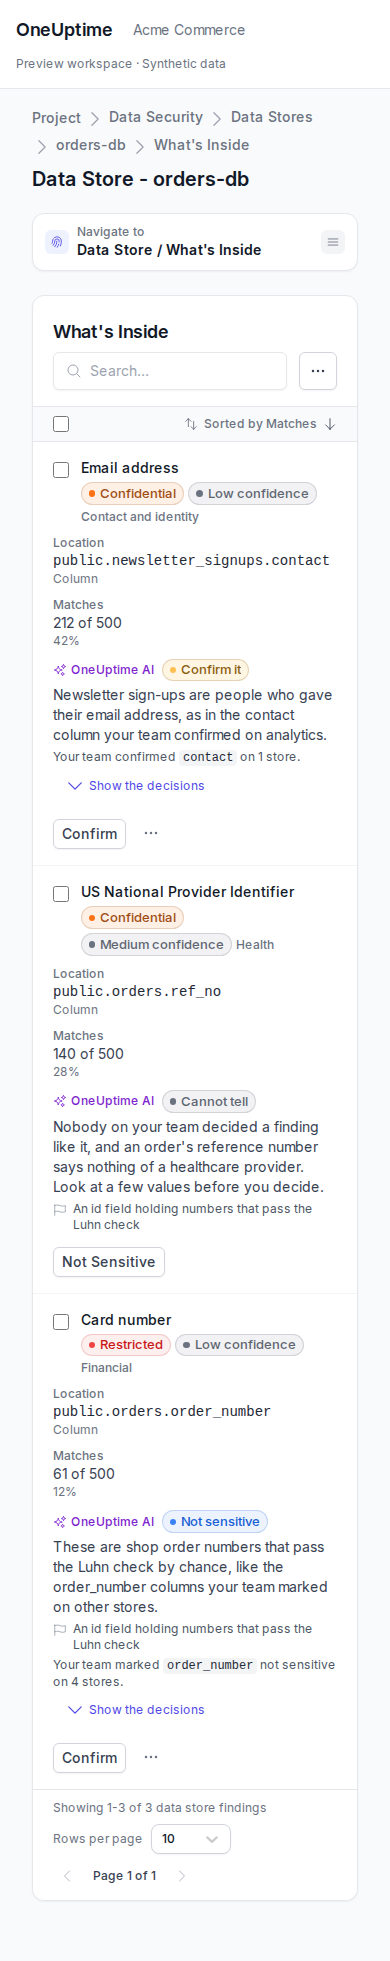 OneUptime Acme Commerce
Preview workspace · Synthetic data
Project > Data Security > Data Stores
> orders-db > What's Inside
Data Store - orders-db
Navigate to
Data Store / What's Inside
What's Inside
Search...
Sorted by Matches
Email address
Confidential Low confidence
Contact and identity
Location
public.newsletter_signups.contact
Column
Matches
212 of 500
42%
OneUptime AI Confirm it
Newsletter sign-ups are people who gave
their email address, as in the contact
column your team confirmed on analytics.
Your team confirmed contact on 1 store.
Show the decisions
Confirm ...
US National Provider Identifier
Confidential
Medium confidence Health
Location
public.orders.ref_no
Column
Matches
140 of 500
28%
OneUptime AI Cannot tell
Nobody on your team decided a finding
like it, and an order's reference number
says nothing of a healthcare provider.
Look at a few values before you decide.
An id field holding numbers that pass the
Luhn check
Not Sensitive
Card number
Restricted Low confidence
Financial
Location
public.orders.order_number
Column
Matches
61 of 500
12%
OneUptime AI Not sensitive
These are shop order numbers that pass
the Luhn check by chance, like the
order_number columns your team marked
on other stores.
An id field holding numbers that pass the
Luhn check
Your team marked order_number not sensitive
on 4 stores.
Show the decisions
Confirm ...
Showing 1-3 of 3 data store findings
Rows per page 10
Page 1 of 1